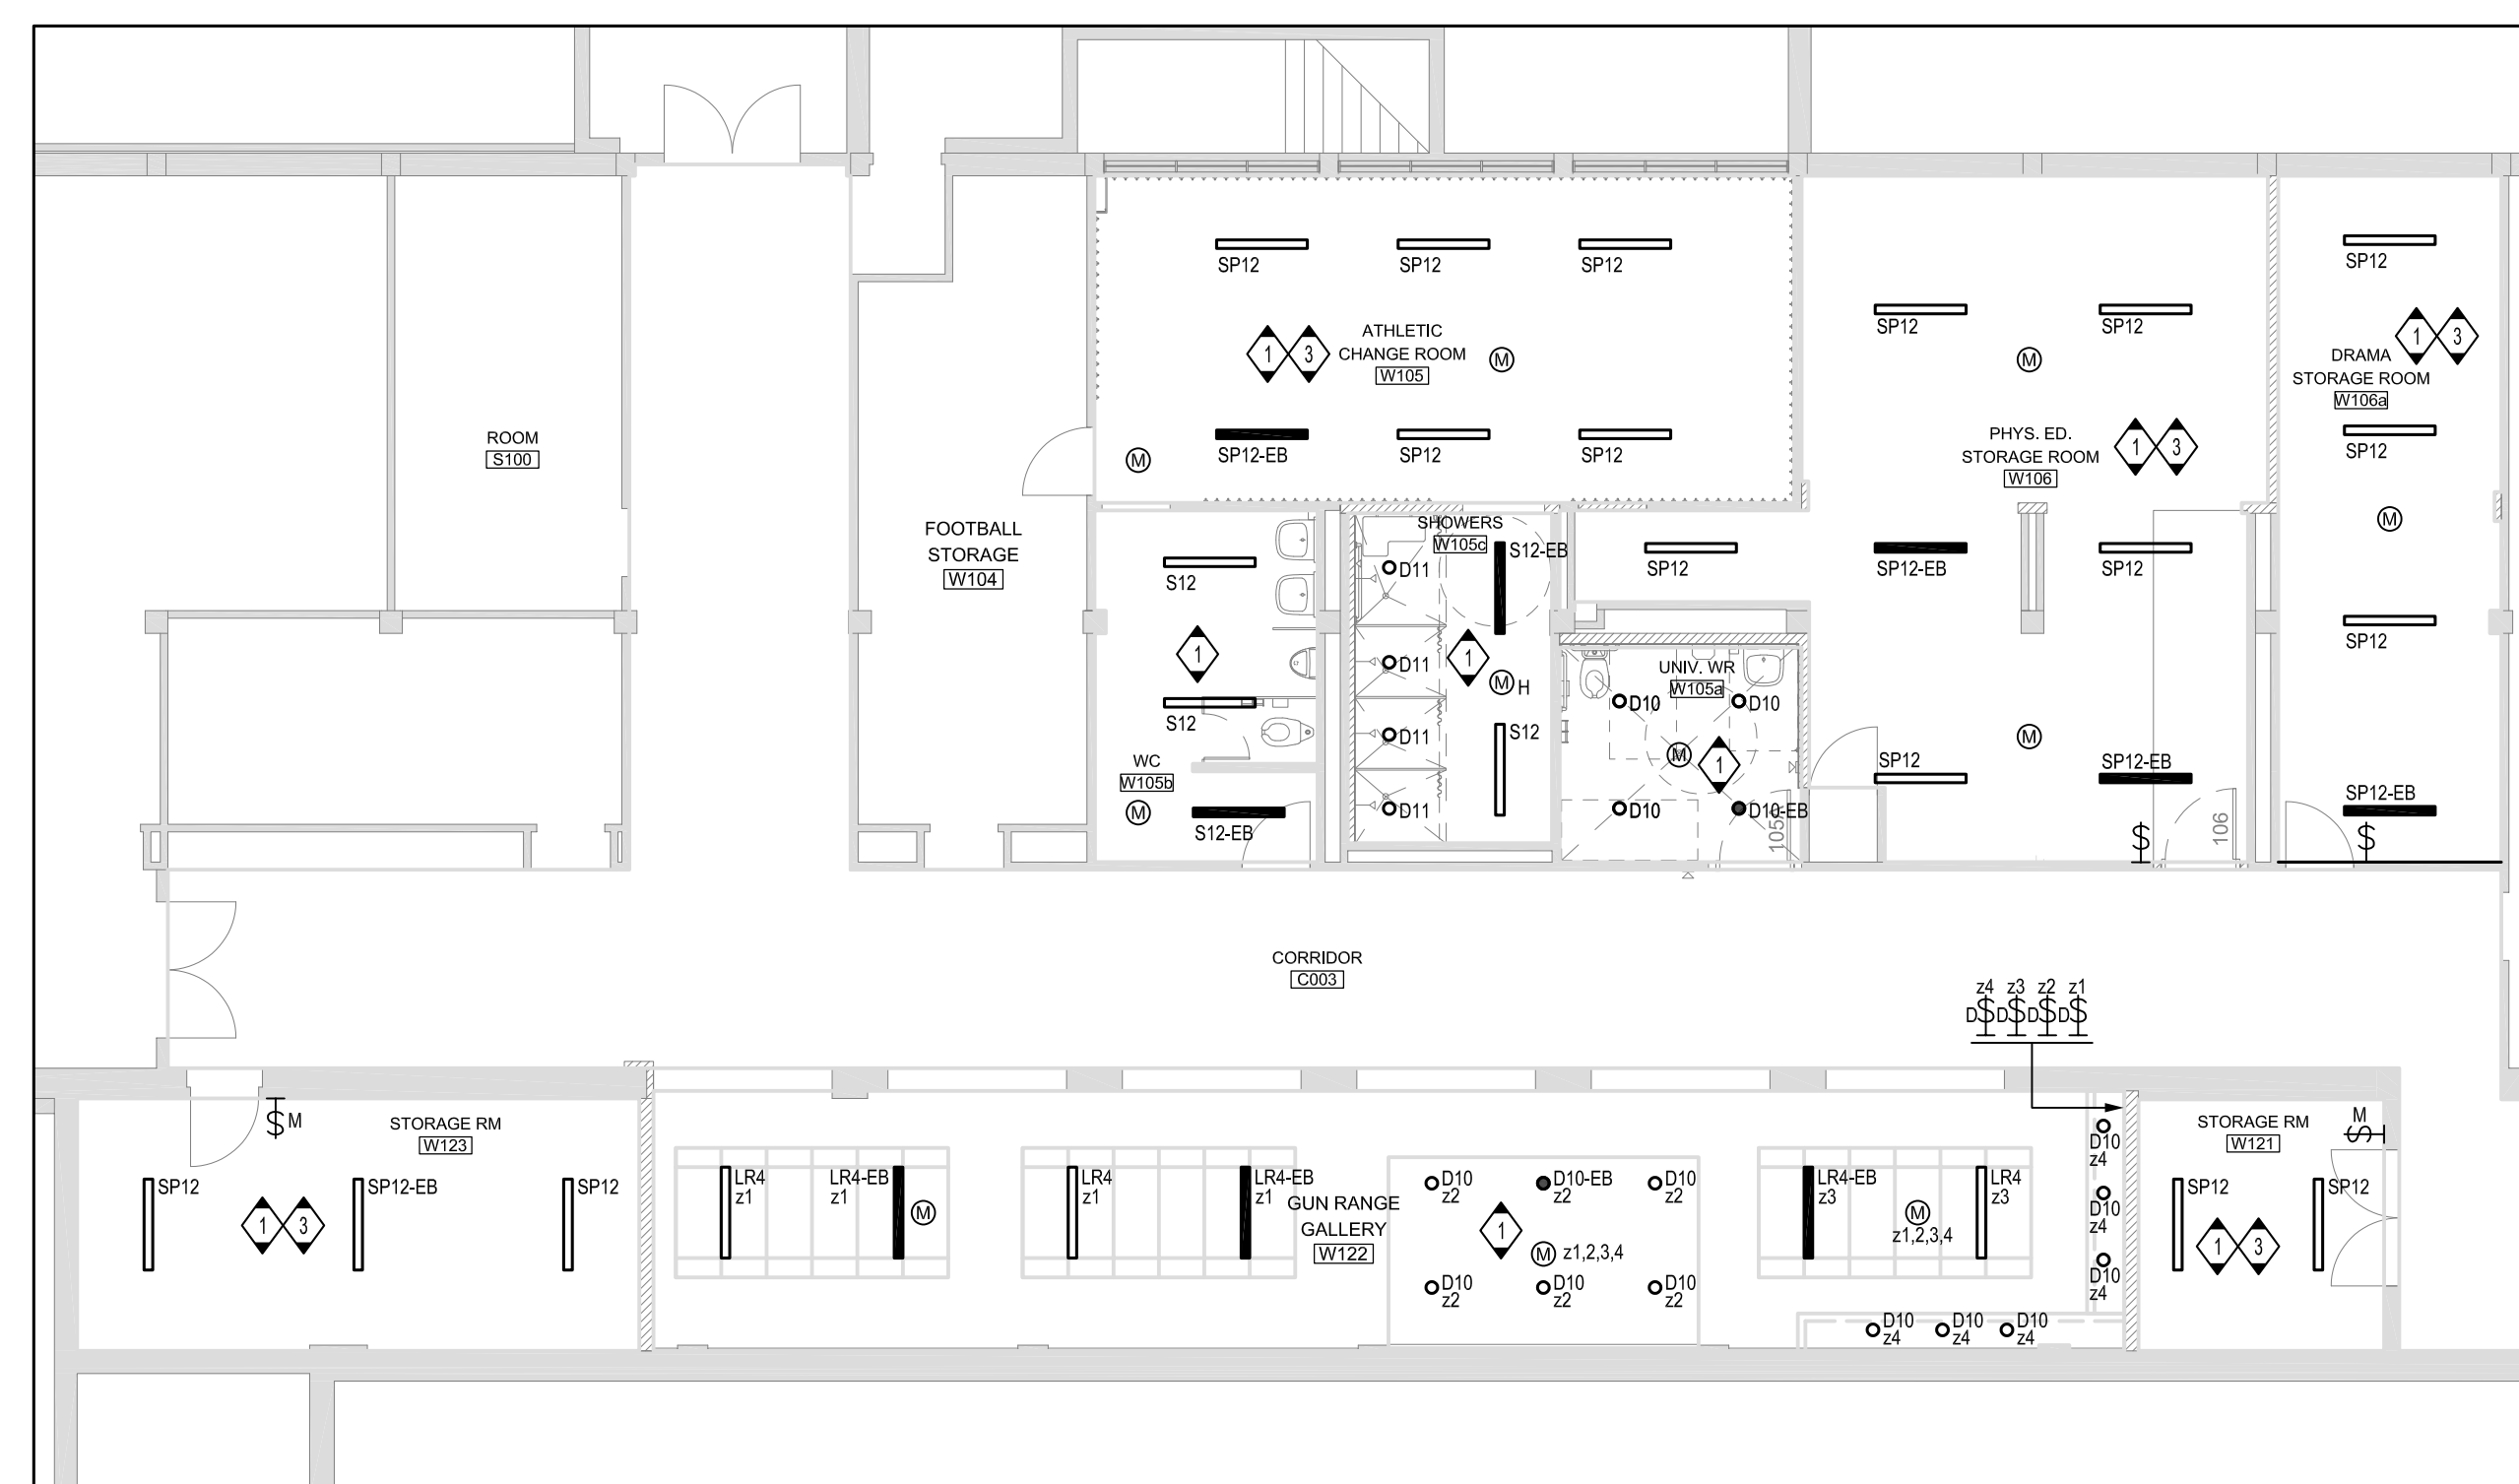 SP12
SP12
SP12
SP12
SP12
SP12
1
3
ATHLETIC
CHANGE ROOM
W105
M
M
M
1
3
DRAMA
STORAGE ROOM
W106a
ROOM
S100
SP12-EB
SP12
SP12
PHYS. ED.
STORAGE ROOM
W106
1
3
SP12
M
FOOTBALL
STORAGE
W104
S12
SHOWERS
W105c
S12-EB
D11
SP12
SP12-EB
SP12
SP12
1
D11
1
M H
UNIV. WR
W105a
D10
D10
S12
D11
S12
M
1
M
WC
W105b
M
S12-EB
D11
D10
D10-EB
105a
SP12
SP12-EB
SP12-EB
$
106
$
CORRIDOR
C003
z4 z3 z2 z1
D$ D$ D$ D$
$ M
STORAGE RM
W123
SP12
SP12-EB
SP12
1
3
LR4
z1
LR4-EB
z1
M
LR4
z1
LR4-EB
z1
GUN RANGE
GALLERY
W122
D10
z2
D10-EB
z2
D10
z2
1
M z1,2,3,4
D10
z2
D10
z2
D10
z2
LR4-EB
z3
M
z1,2,3,4
LR4
z3
D10
z4
D10
z4
D10
z4
D10
z4
D10
z4
D10
z4
STORAGE RM
W121
M
$
SP12
SP12
1
3